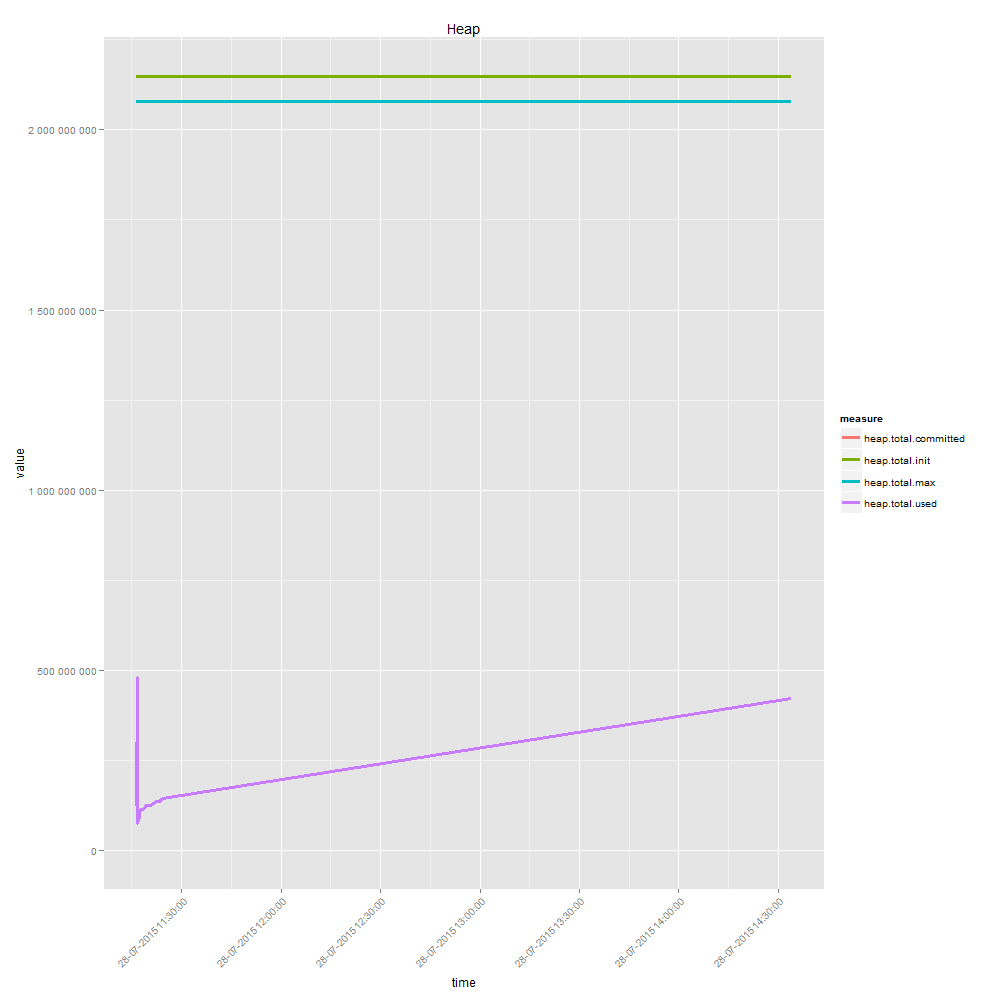 Heap
2 000 000 000
1 500 000 000
1 000 000 000
500 000 000
0
value
28-07-2015 11:30:00
28-07-2015 12:00:00
28-07-2015 12:30:00
28-07-2015 13:00:00
28-07-2015 13:30:00
28-07-2015 14:00:00
28-07-2015 14:30:00
time
measure
heap.total.committed
heap.total.init
heap.total.max
heap.total.used